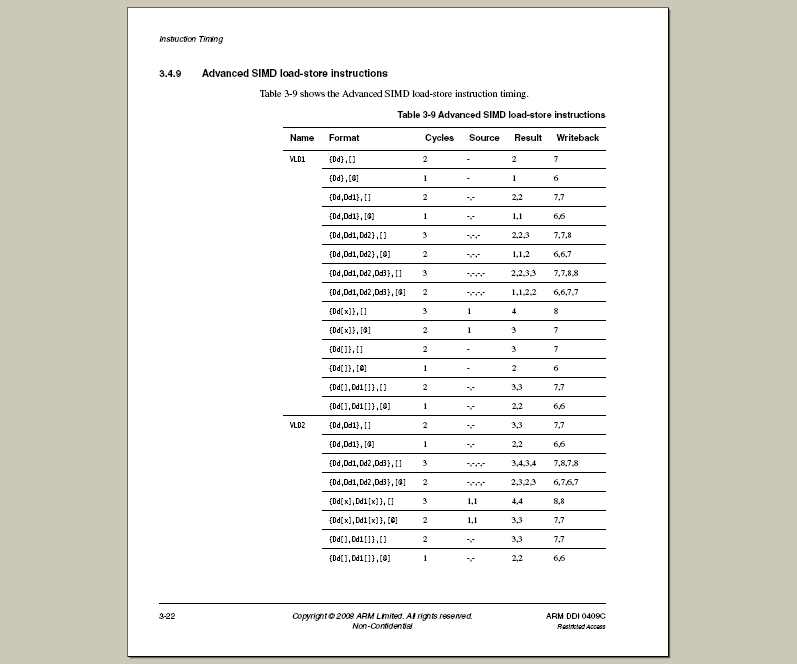 Instruction Timing
3.4.9 Advanced SIMD load-store instructions
Table 3-9 shows the Advanced SIMD load-store instruction timing.
Table 3-9 Advanced SIMD load-store instructions
Name Format Cycles Source Result Writeback
VLD1 {Dd},[] 2 - 2 7
{Dd},[@] 1 - 1 6
{Dd,Dd1},[] 2 -,- 2,2 7,7
{Dd,Dd1},[@] 1 -,- 1,1 6,6
{Dd,Dd1,Dd2},[] 3 -,-,- 2,2,3 7,7,8
{Dd,Dd1,Dd2},[@] 2 -,-,- 1,1,2 6,6,7
{Dd,Dd1,Dd2,Dd3},[] 3 -,-,-,- 2,2,3,3 7,7,8,8
{Dd,Dd1,Dd2,Dd3},[@] 2 -,-,-,- 1,1,2,2 6,6,7,7
{Dd[x]},[] 3 1 4 8
{Dd[x]},[@] 2 1 3 7
{Dd[]},[] 2 - 3 7
{Dd[]},[@] 1 - 2 6
{Dd[],Dd1[]},[] 2 -,- 3,3 7,7
{Dd[],Dd1[]},[@] 1 -,- 2,2 6,6
VLD2 {Dd,Dd1},[] 2 -,- 3,3 7,7
{Dd,Dd1},[@] 1 -,- 2,2 6,6
{Dd,Dd1,Dd2,Dd3},[] 3 -,-,-,- 3,4,3,4 7,8,7,8
{Dd,Dd1,Dd2,Dd3},[@] 2 -,-,-,- 2,3,2,3 6,7,6,7
{Dd[x],Dd1[x]},[] 3 1,1 4,4 8,8
{Dd[x],Dd1[x]},[@] 2 1,1 3,3 7,7
{Dd[],Dd1[]},[] 2 -,- 3,3 7,7
{Dd[],Dd1[]},[@] 1 -,- 2,2 6,6
3-22 Copyright © 2008 ARM Limited. All rights reserved. ARM DDI 0409C
Non-Confidential Restricted Access